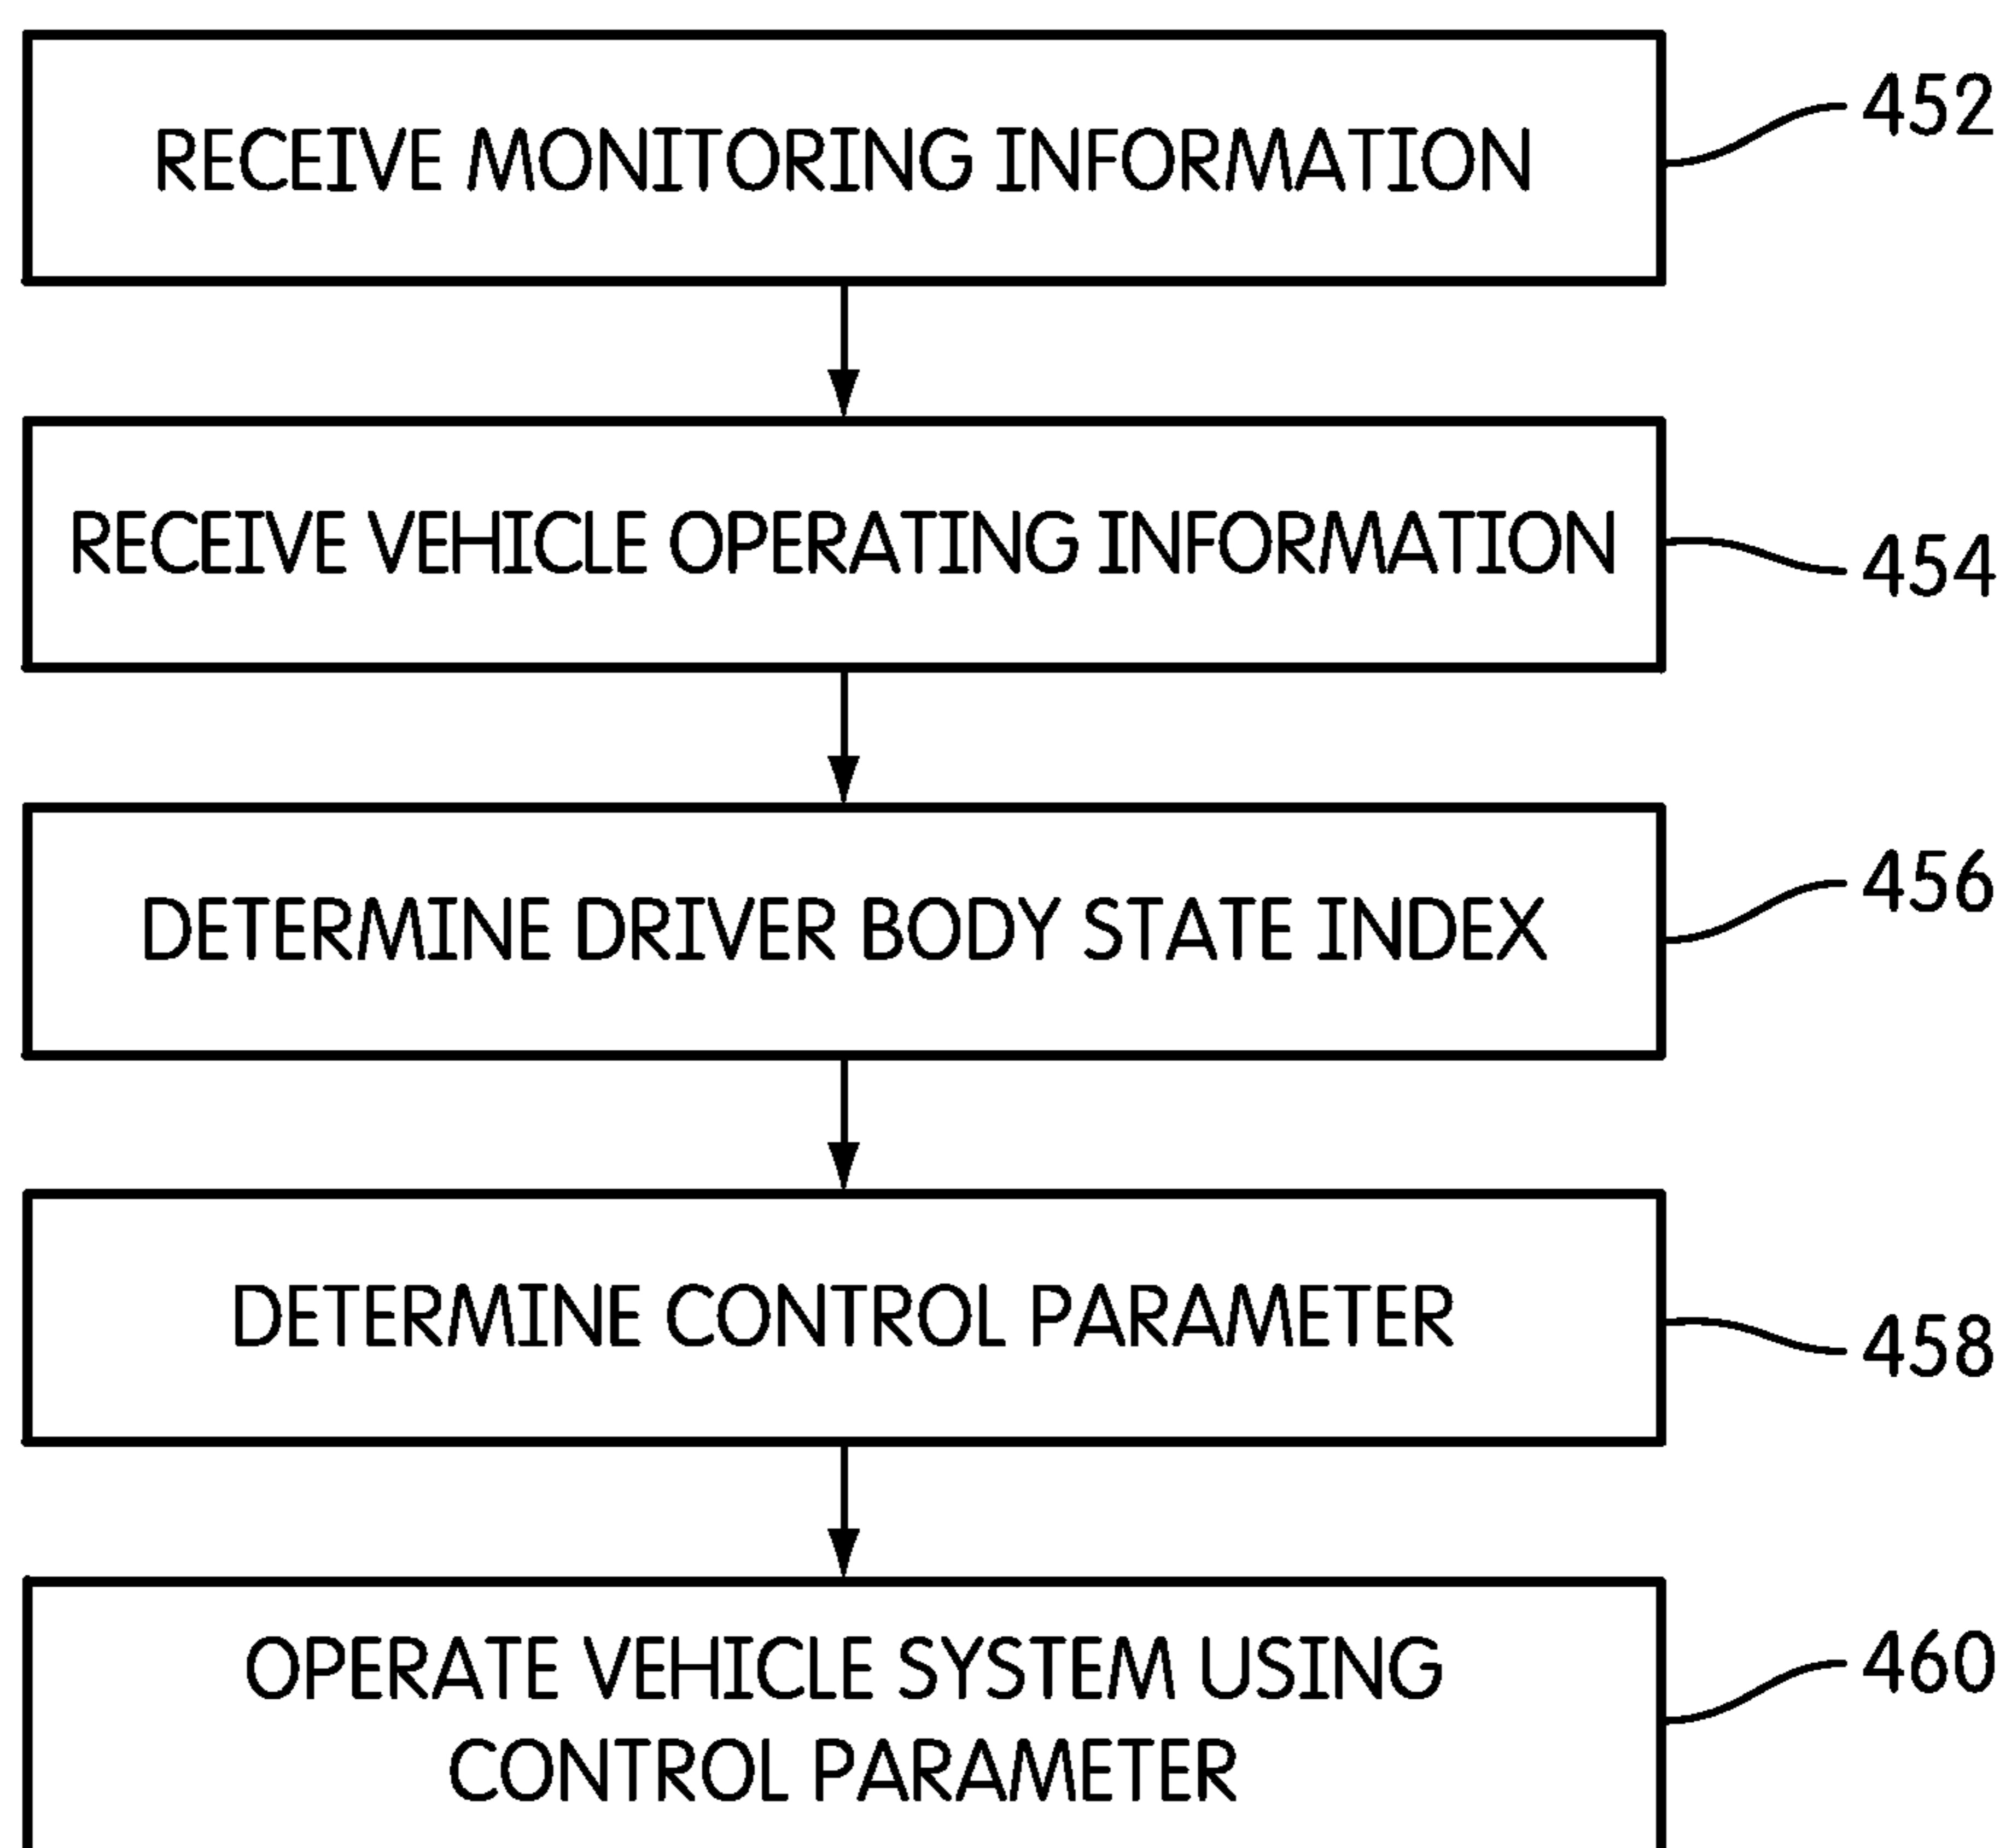 RECEIVE MONITORING INFORMATION
452
RECEIVE VEHICLE OPERATING INFORMATION
454
DETERMINE DRIVER BODY STATE INDEX
456
DETERMINE CONTROL PARAMETER
458
OPERATE VEHICLE SYSTEM USING
CONTROL PARAMETER
460